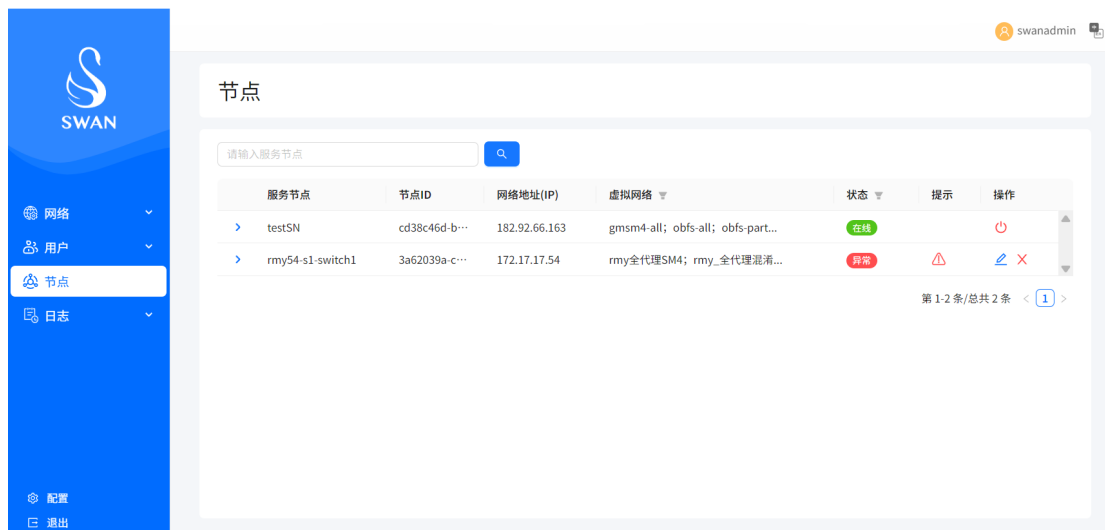 swanadmin
SWAN
节点
请输入服务节点
服务节点 节点ID 网络地址(IP) 虚拟网络 状态 提示 操作
testSN cd38c46d-b··· 182.92.66.163 gmsm4-all; obfs-all; obfs-part... 在线
rmy54-s1-switch1 3a62039a-c··· 172.17.17.54 rmy全代理SM4; rmy_全代理混淆... 异常
第 1-2 条/总共 2 条 < 1 >
网络
用户
节点
日志
配置
退出